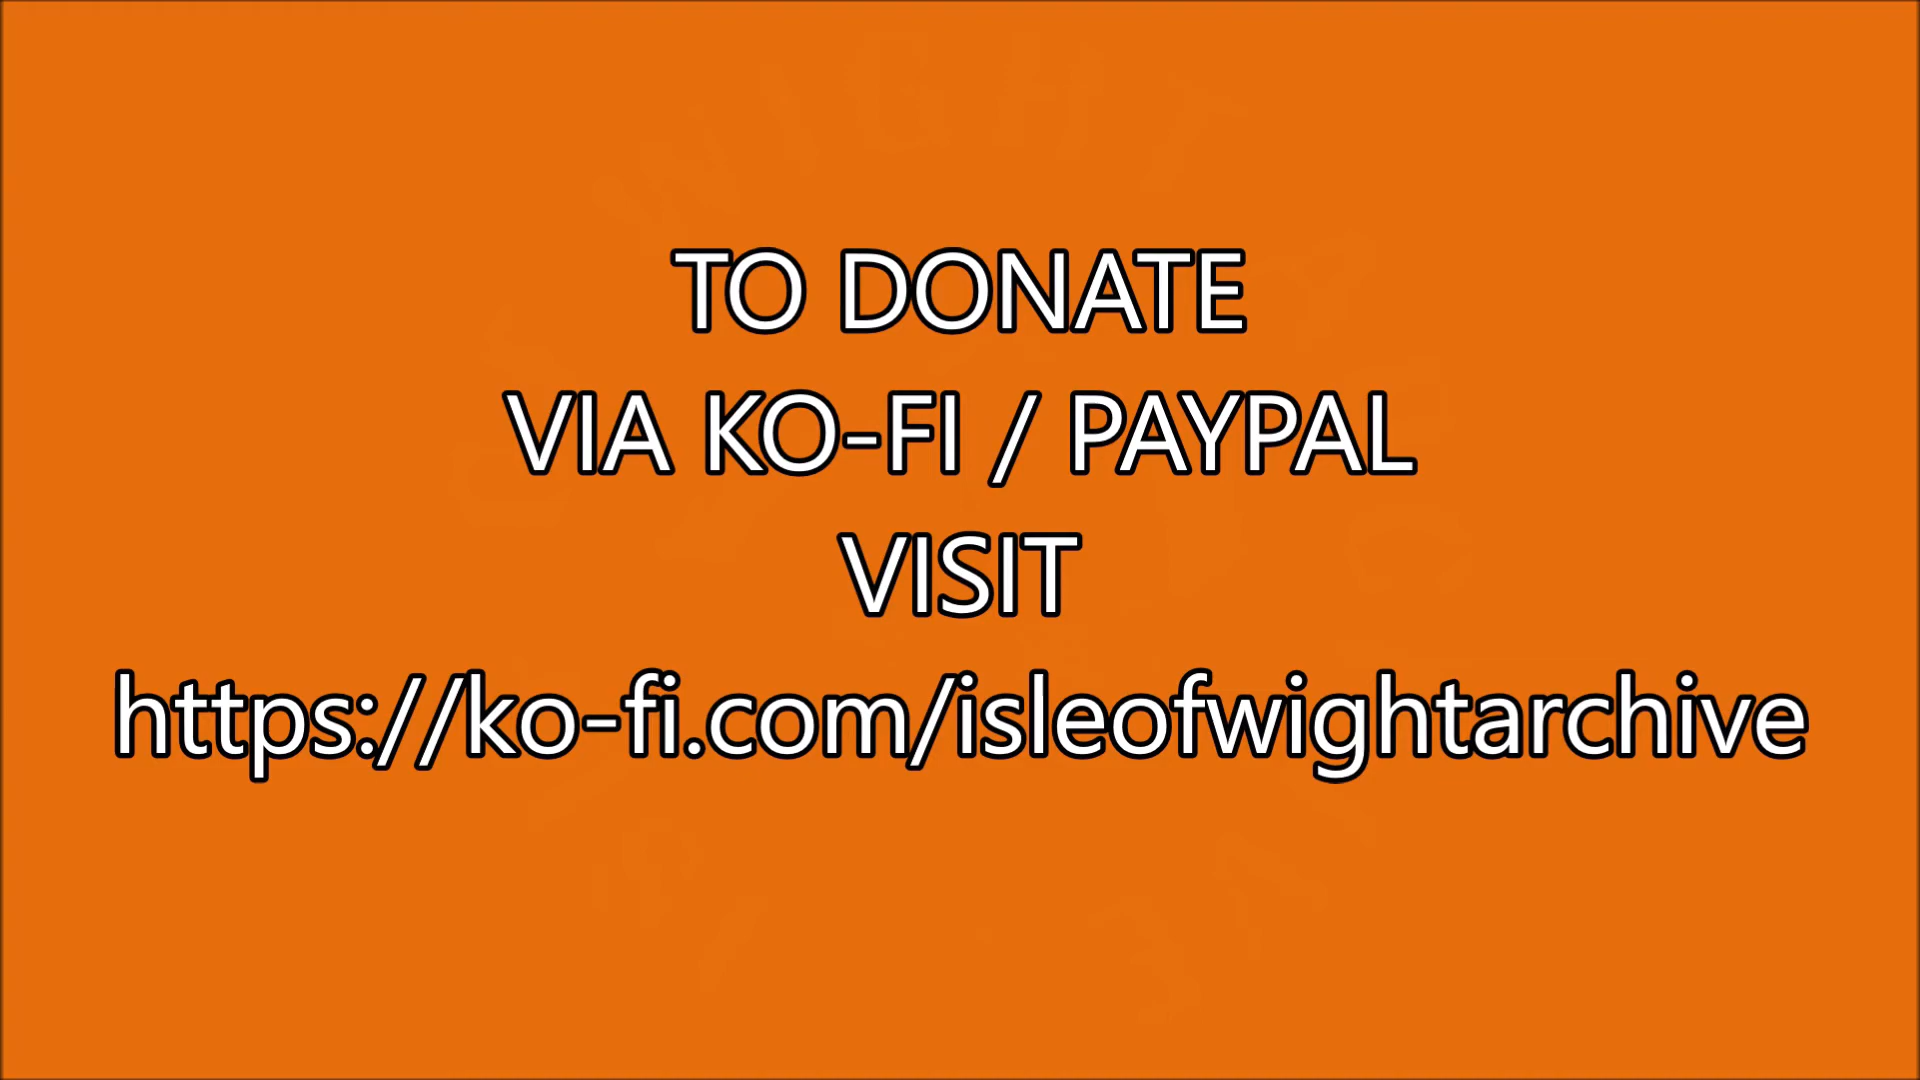 TO DONATE
VIA KO-FI / PAYPAL
VISIT
https://ko-fi.com/isleofwightarchive